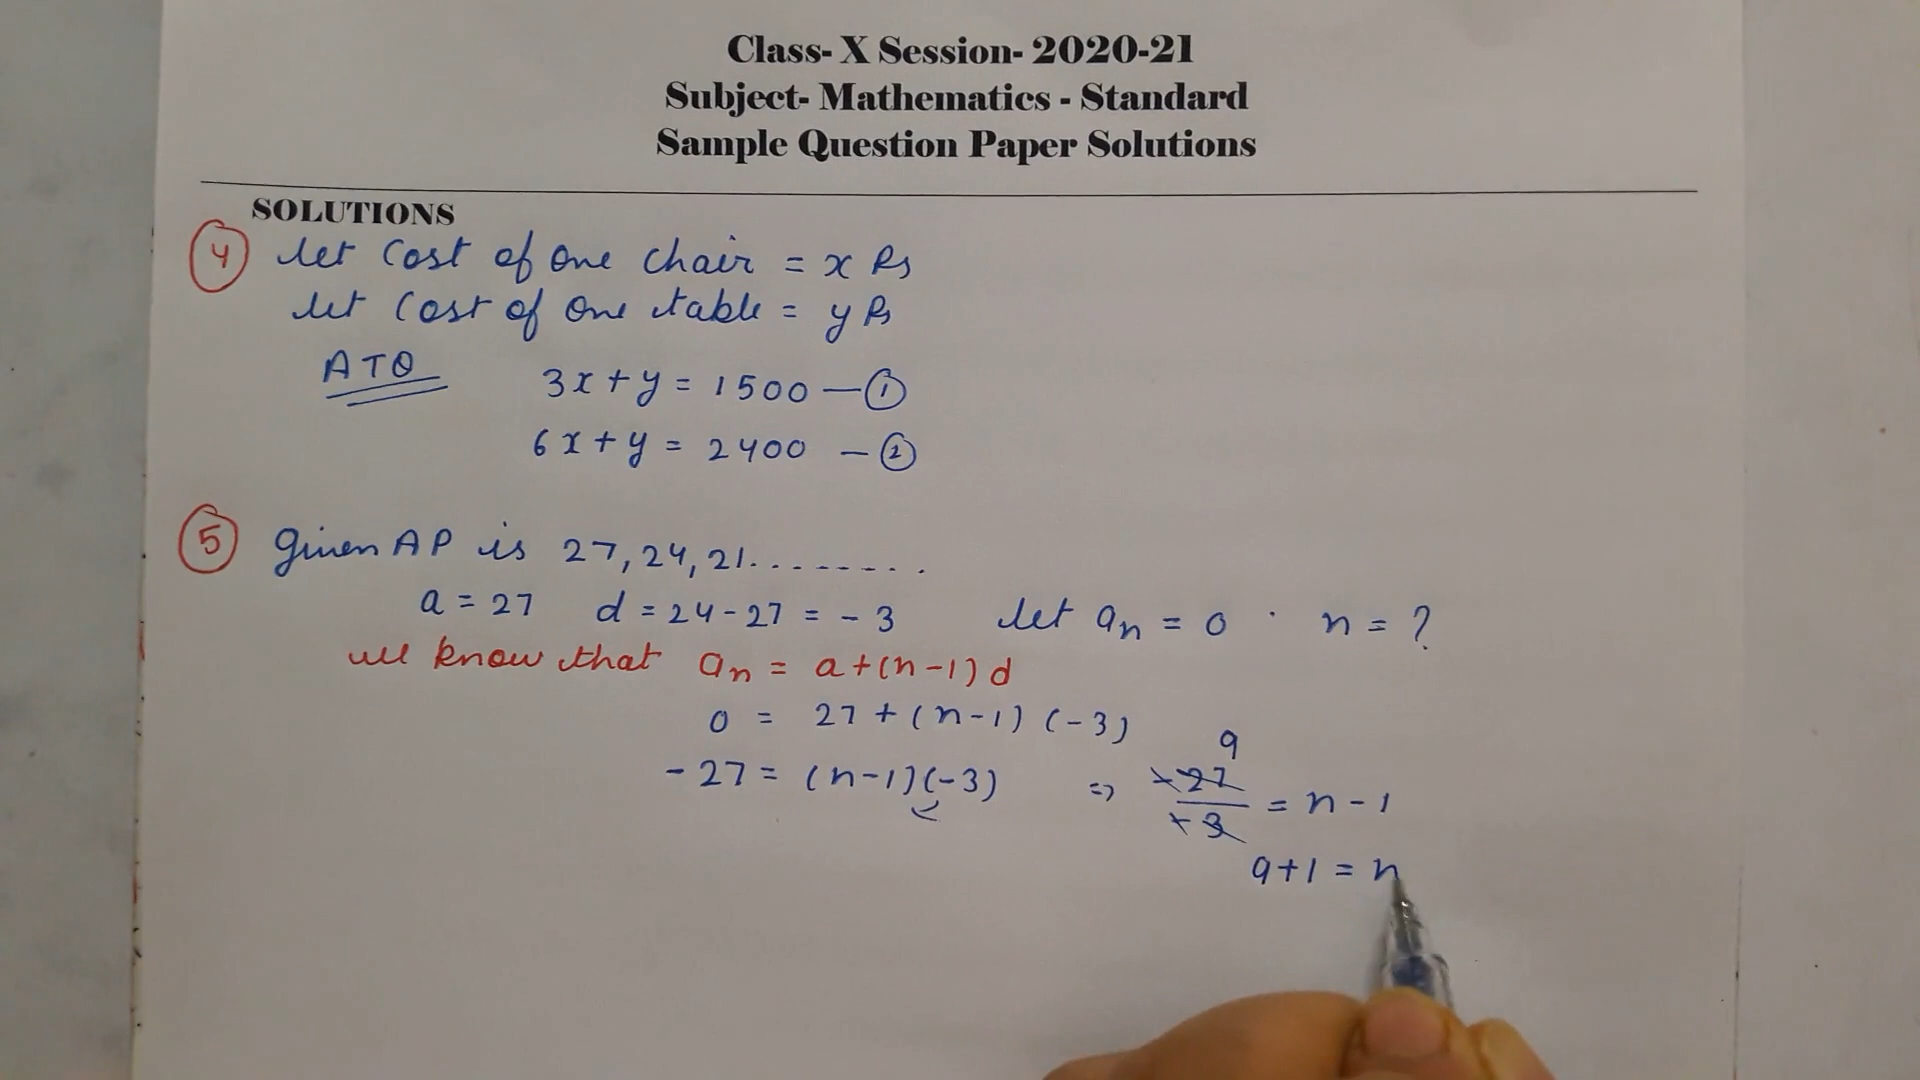 Class- X Session- 2020-21
Subject- Mathematics - Standard
Sample Question Paper Solutions
SOLUTIONS
4 let Cost of one chair = x Rs
let Cost of one table = y Rs
ATQ 3x + y = 1500 — 1
6x + y = 2400 — 2
5 Given AP is 27, 24, 21.........
a = 27 d = 24 - 27 = - 3 let an = 0 . n = ?
we know that an = a + (n - 1) d
0 = 27 + (n - 1) (- 3)
9
- 27 = (n - 1)(- 3) => -27/-3 = n - 1
9 + 1 = n